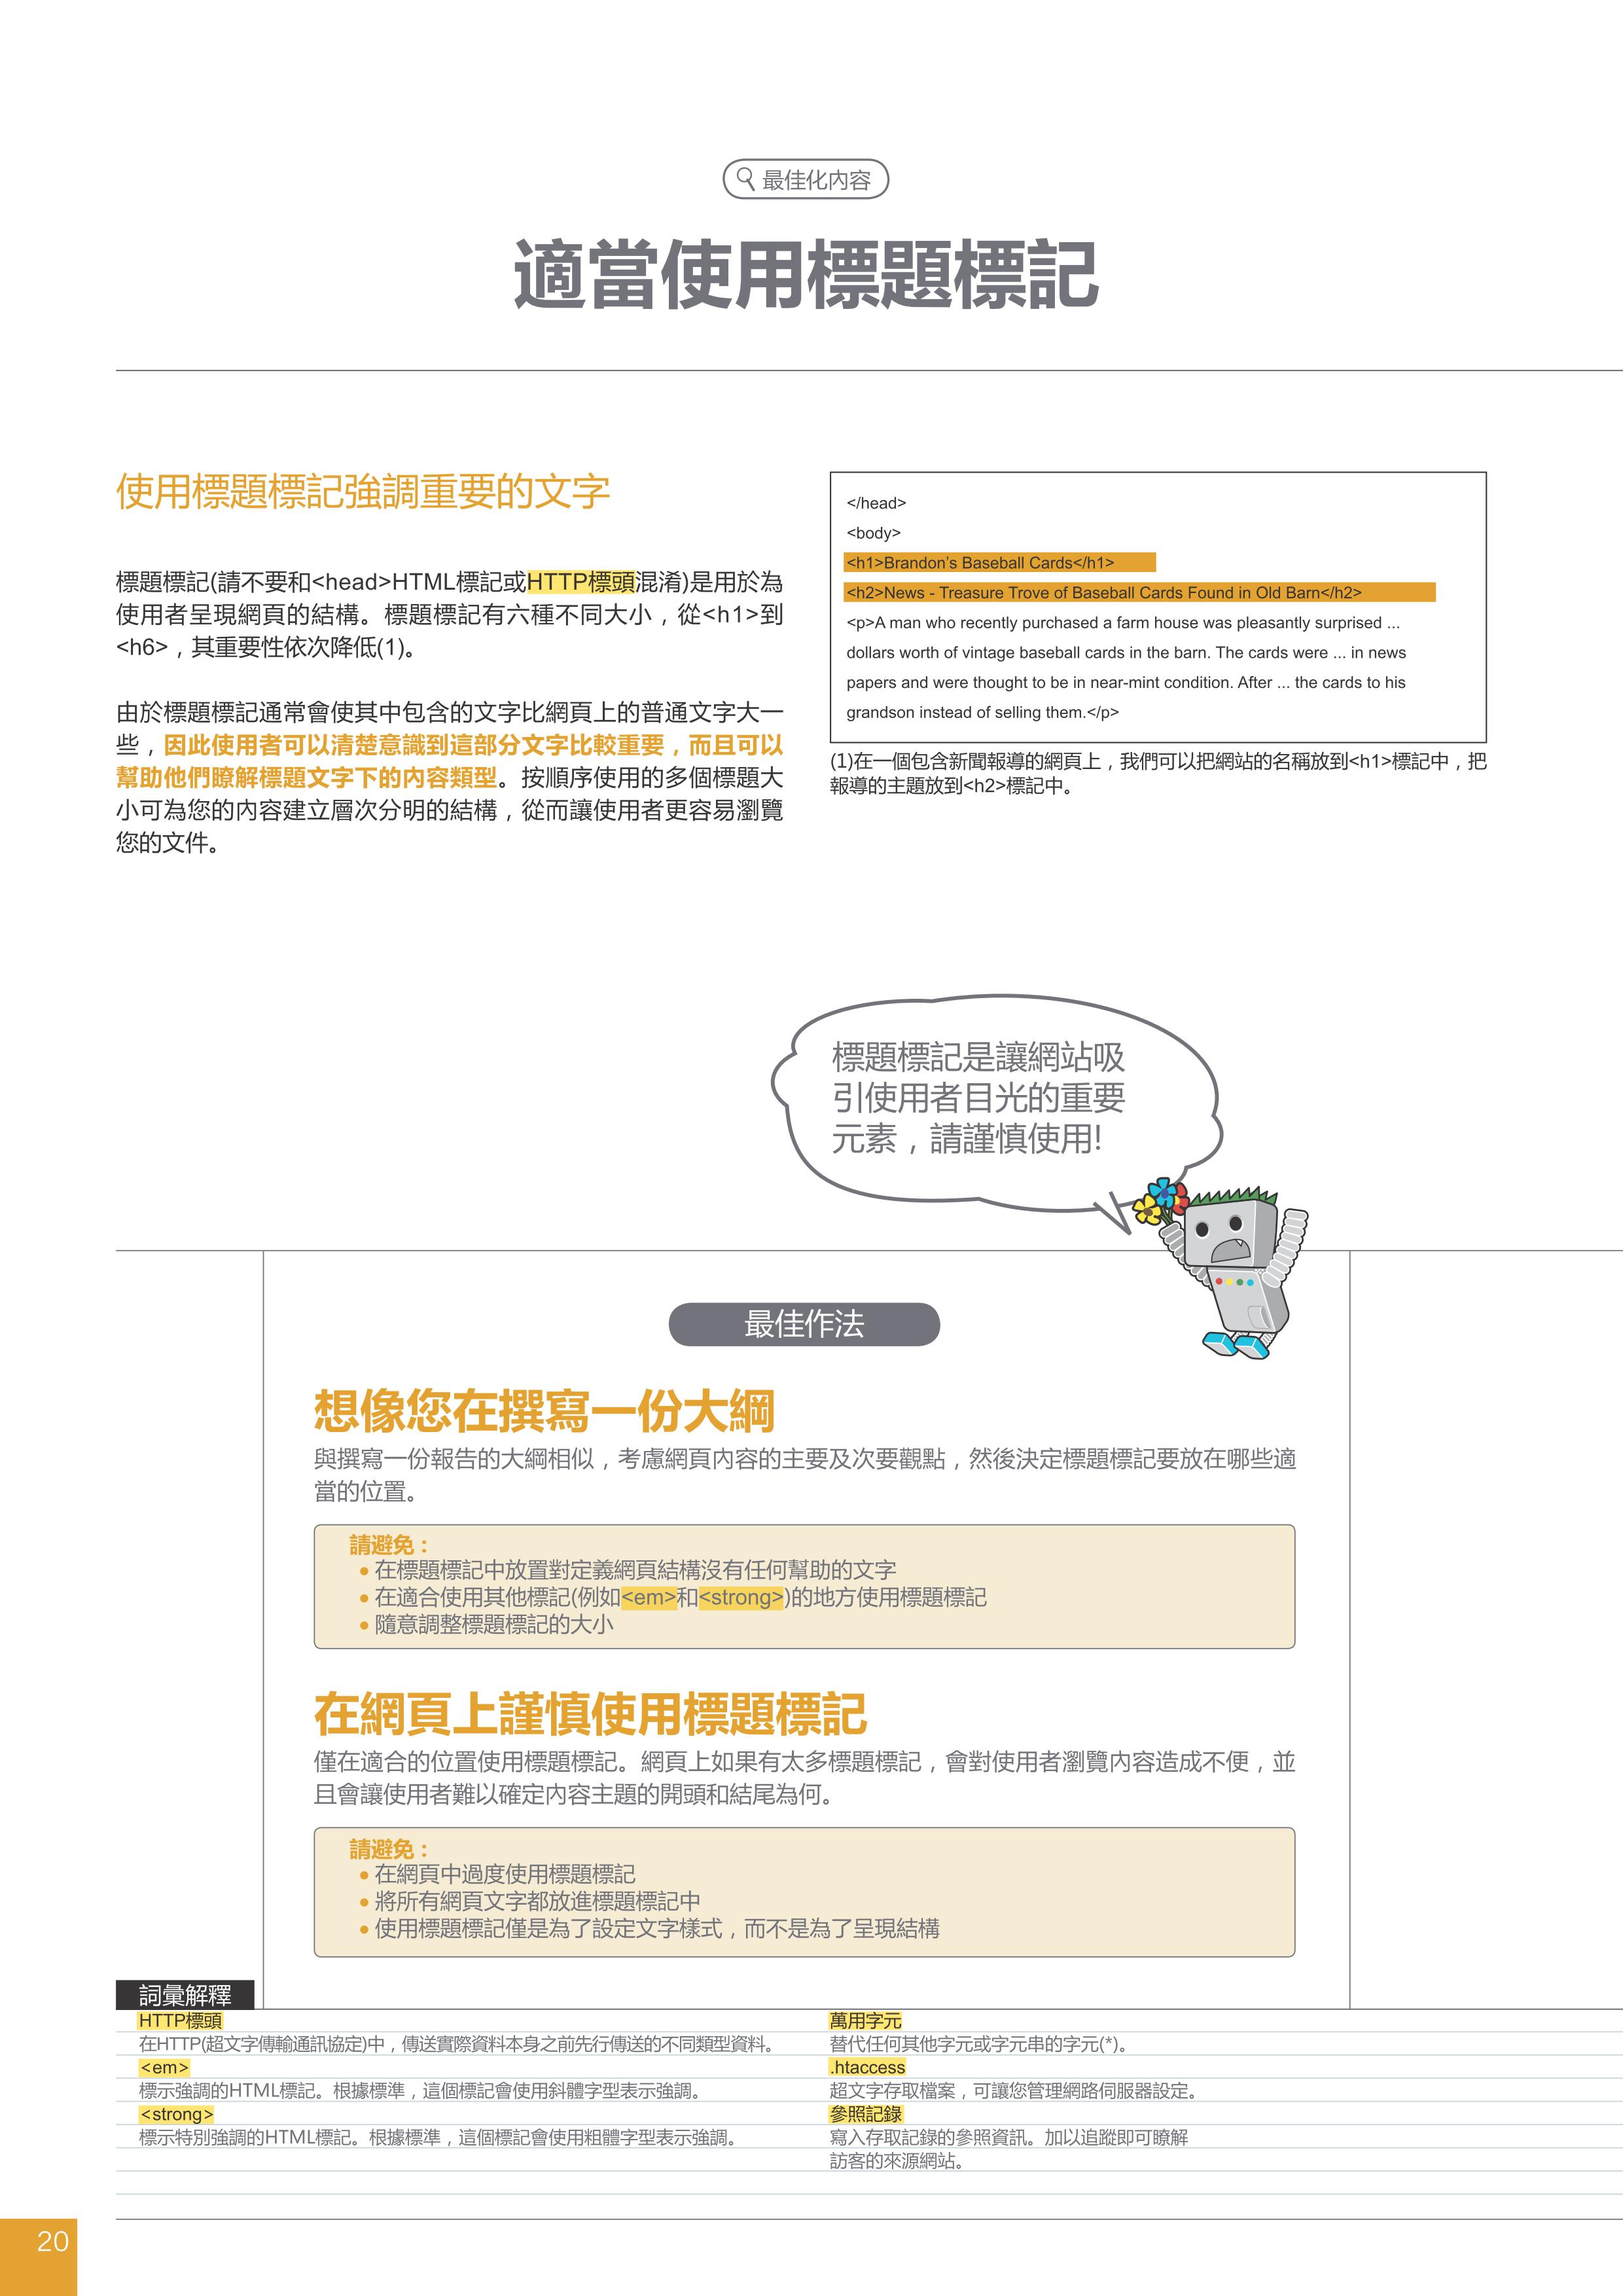 最佳化內容
適當使用標題標記
使用標題標記強調重要的文字
標題標記(請不要和<head>HTML標記或HTTP標頭混淆)是用於為
使用者呈現網頁的結構。標題標記有六種不同大小，從<h1>到
<h6>，其重要性依次降低(1)。
由於標題標記通常會使其中包含的文字比網頁上的普通文字大一
些，因此使用者可以清楚意識到這部分文字比較重要，而且可以
幫助他們瞭解標題文字下的內容類型。按順序使用的多個標題大
小可為您的內容建立層次分明的結構，從而讓使用者更容易瀏覽
您的文件。
</head>
<body>
<h1>Brandon's Baseball Cards</h1>
<h2>News - Treasure Trove of Baseball Cards Found in Old Barn</h2>
<p>A man who recently purchased a farm house was pleasantly surprised ...
dollars worth of vintage baseball cards in the barn. The cards were ... in news
papers and were thought to be in near-mint condition. After ... the cards to his
grandson instead of selling them.</p>
(1)在一個包含新聞報導的網頁上，我們可以把網站的名稱放到<h1>標記中，把
報導的主題放到<h2>標記中。
標題標記是讓網站吸
引使用者目光的重要
元素，請謹慎使用!
最佳作法
想像您在撰寫一份大綱
與撰寫一份報告的大綱相似，考慮網頁內容的主要及次要觀點，然後決定標題標記要放在哪些適
當的位置。
請避免：
• 在標題標記中放置對定義網頁結構沒有任何幫助的文字
• 在適合使用其他標記(例如<em>和<strong>)的地方使用標題標記
• 隨意調整標題標記的大小
在網頁上謹慎使用標題標記
僅在適合的位置使用標題標記。網頁上如果有太多標題標記，會對使用者瀏覽內容造成不便，並
且會讓使用者難以確定內容主題的開頭和結尾為何。
請避免：
• 在網頁中過度使用標題標記
• 將所有網頁文字都放進標題標記中
• 使用標題標記僅是為了設定文字樣式，而不是為了呈現結構
詞彙解釋
HTTP標頭
在HTTP(超文字傳輸通訊協定)中，傳送實際資料本身之前先行傳送的不同類型資料。
<em>
標示強調的HTML標記。根據標準，這個標記會使用斜體字型表示強調。
<strong>
標示特別強調的HTML標記。根據標準，這個標記會使用粗體字型表示強調。
萬用字元
替代任何其他字元或字元串的字元(*)。
.htaccess
超文字存取檔案，可讓您管理網路伺服器設定。
參照記錄
寫入存取記錄的參照資訊。加以追蹤即可瞭解
訪客的來源網站。
20